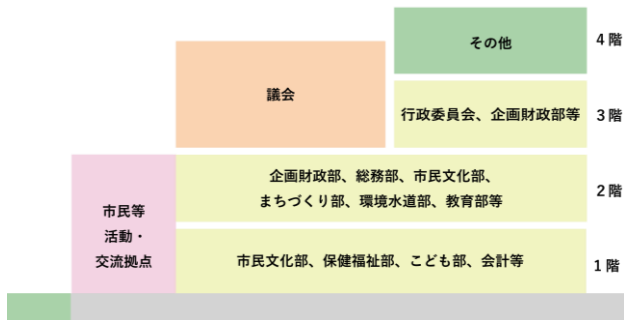 その他
4階
議会
行政委員会、企画財政部等
3階
企画財政部、総務部、市民文化部、
まちづくり部、環境水道部、教育部等
2階
市民等
活動・
交流拠点
市民文化部、保健福祉部、こども部、会計等
1階